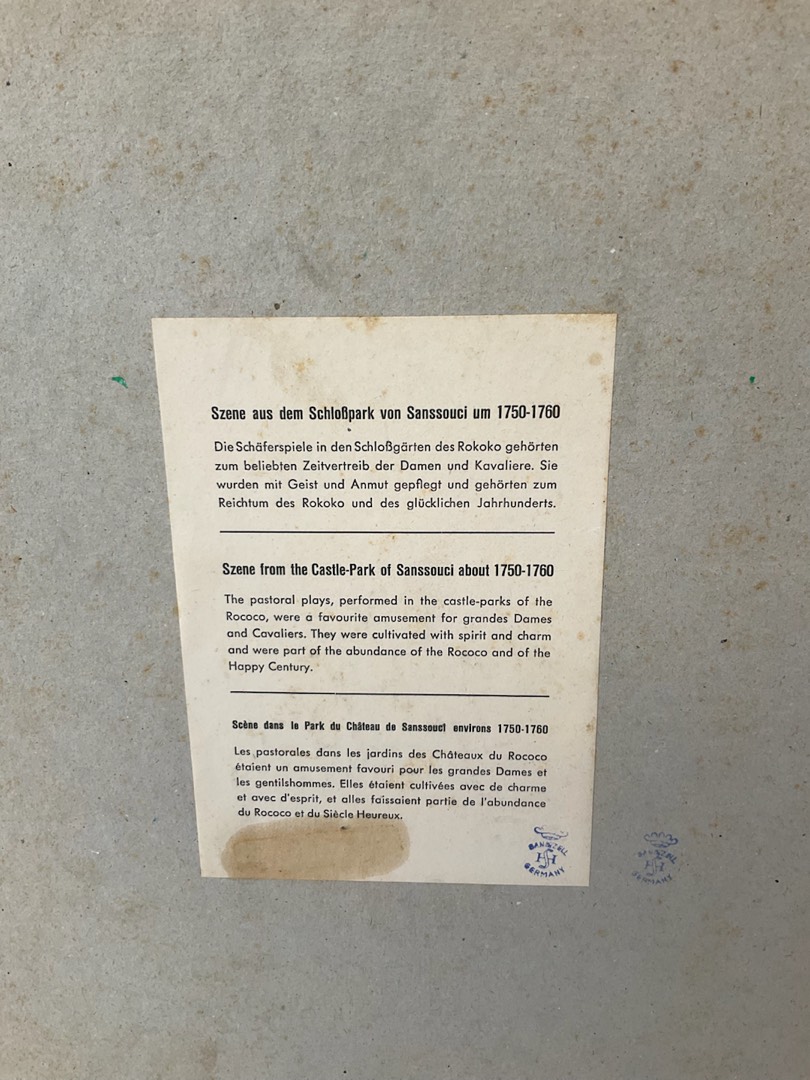 Szene aus dem Schloßpark von Sanssouci um 1750-1760
Die Schäferspiele in den Schloßgärten des Rokoko gehörten
zum beliebten Zeitvertreib der Damen und Kavaliere. Sie
wurden mit Geist und Anmut gepflegt und gehörten zum
Reichtum des Rokoko und des glücklichen Jahrhunderts.
Szene from the Castle-Park of Sanssouci about 1750-1760
The pastoral plays, performed in the castle-parks of the
Rococo, were a favourite amusement for grandes Dames
and Cavaliers. They were cultivated with spirit and charm
and were part of the abundance of the Rococo and of the
Happy Century.
Scène dans le Park du Château de Sanssouci environs 1750-1760
Les pastorales dans les jardins des Châteaux du Rococo
étaient un amusement favouri pour les grandes Dames et
les gentilshommes. Elles étaient cultivées avec de charme
et avec d'esprit, et alles faissaient partie de l'abundance
du Rococo et du Siècle Heureux.
GERMANY
GERMANY